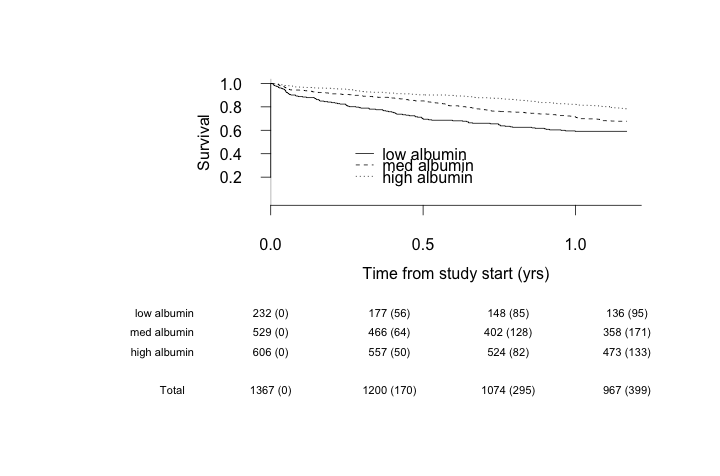 1.0
0.8
0.6
0.4
0.2
Survival
low albumin
med albumin
high albumin
0.0 0.5 1.0
Time from study start (yrs)
low albumin 232 (0) 177 (56) 148 (85) 136 (95)
med albumin 529 (0) 466 (64) 402 (128) 358 (171)
high albumin 606 (0) 557 (50) 524 (82) 473 (133)
Total 1367 (0) 1200 (170) 1074 (295) 967 (399)